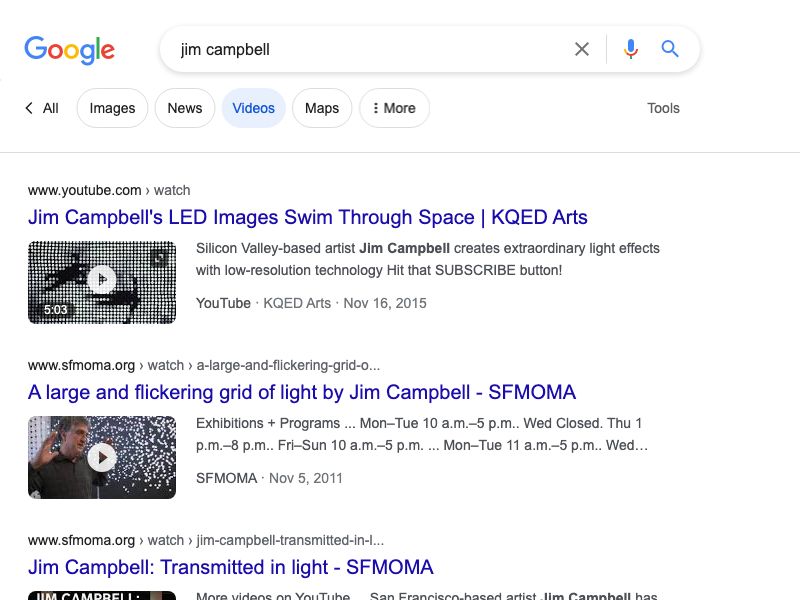 Google
jim campbell
All
Images
News
Videos
Maps
More
Tools
www.youtube.com › watch
Jim Campbell's LED Images Swim Through Space | KQED Arts
5:03
Silicon Valley-based artist Jim Campbell creates extraordinary light effects
with low-resolution technology Hit that SUBSCRIBE button!
YouTube · KQED Arts · Nov 16, 2015
www.sfmoma.org › watch › a-large-and-flickering-grid-o...
A large and flickering grid of light by Jim Campbell - SFMOMA
Exhibitions + Programs ... Mon–Tue 10 a.m.–5 p.m.. Wed Closed. Thu 1
p.m.–8 p.m.. Fri–Sun 10 a.m.–5 p.m. ... Mon–Tue 11 a.m.–5 p.m.. Wed…
SFMOMA · Nov 5, 2011
www.sfmoma.org › watch › jim-campbell-transmitted-in-l...
Jim Campbell: Transmitted in light - SFMOMA
JIM CAMPBELL:
More videos on YouTube ... San Francisco-based artist Jim Campbell has